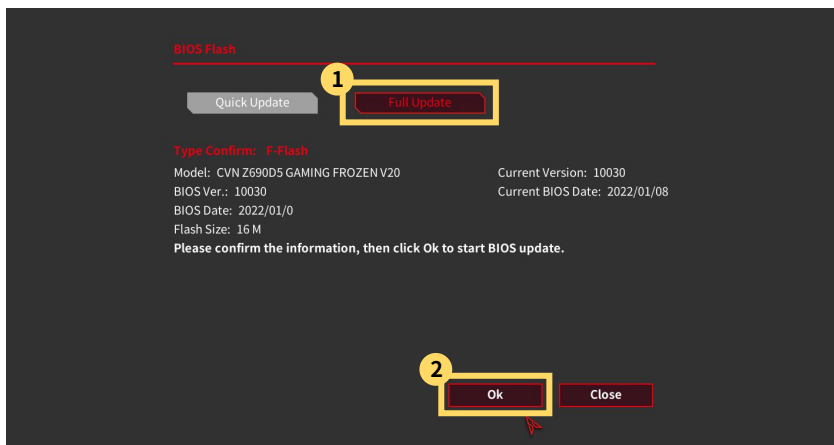 BIOS Flash
1
Quick Update
Full Update
Type Confirm: F-Flash
Model: CVN Z690D5 GAMING FROZEN V20
Current Version: 10030
BIOS Ver.: 10030
Current BIOS Date: 2022/01/08
BIOS Date: 2022/01/0
Flash Size: 16 M
Please confirm the information, then click Ok to start BIOS update.
2
Ok
Close